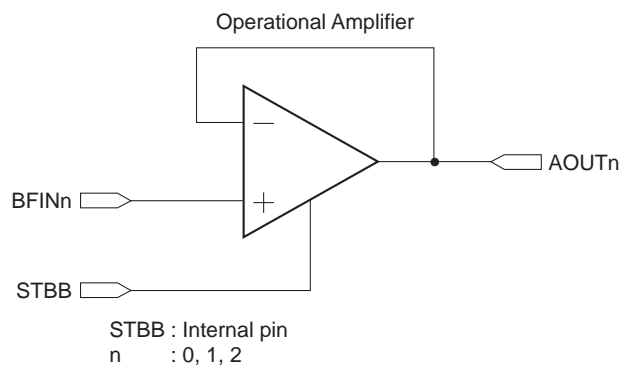 Operational Amplifier
−
BFINn
+
AOUTn
STBB
STBB : Internal pin
n : 0, 1, 2